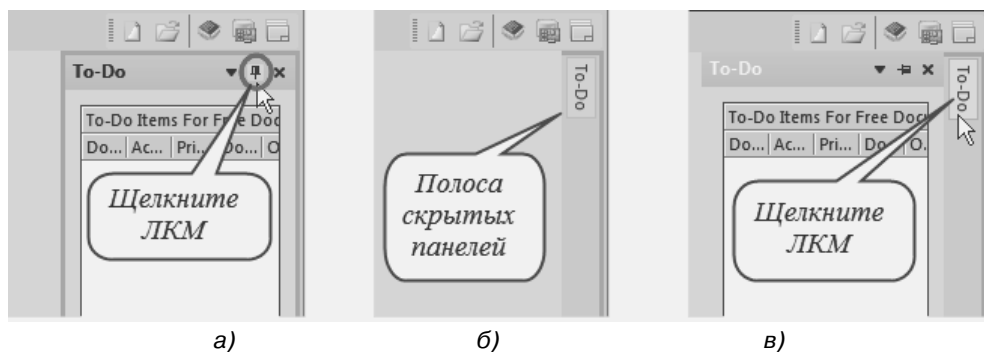 To-Do
To-Do Items For Free Doc
Do... Ac... Pri... Do... O
Щелкните
ЛКМ
а)
To-Do
Полоса
скрытых
панелей
б)
To-Do
To-Do
To-Do Items For Free Docu
Do... Ac... Pri... Do... O.
Щелкните
ЛКМ
в)